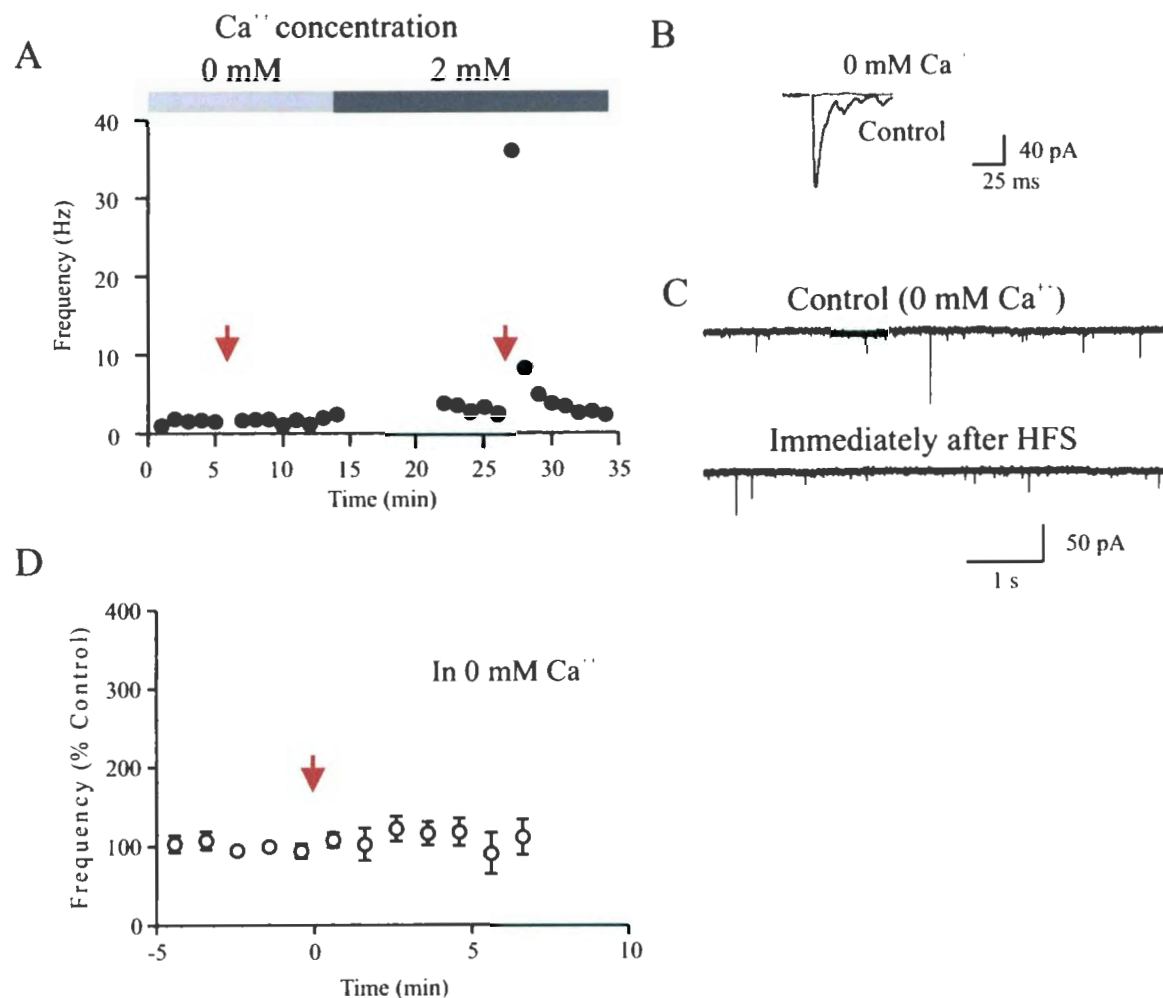 A
Ca¨ concentration
0 mM
2 mM
40
30
20
10
0
Frequency (Hz)
0 5 10 15 20 25 30 35
Time (min)
B
0 mM Ca
Control
40 pA
25 ms
C
Control (0 mM Ca¨)
Immediately after HFS
50 pA
1 s
D
400
300
200
100
0
Frequency (% Control)
In 0 mM Ca¨
-5 0 5 10
Time (min)